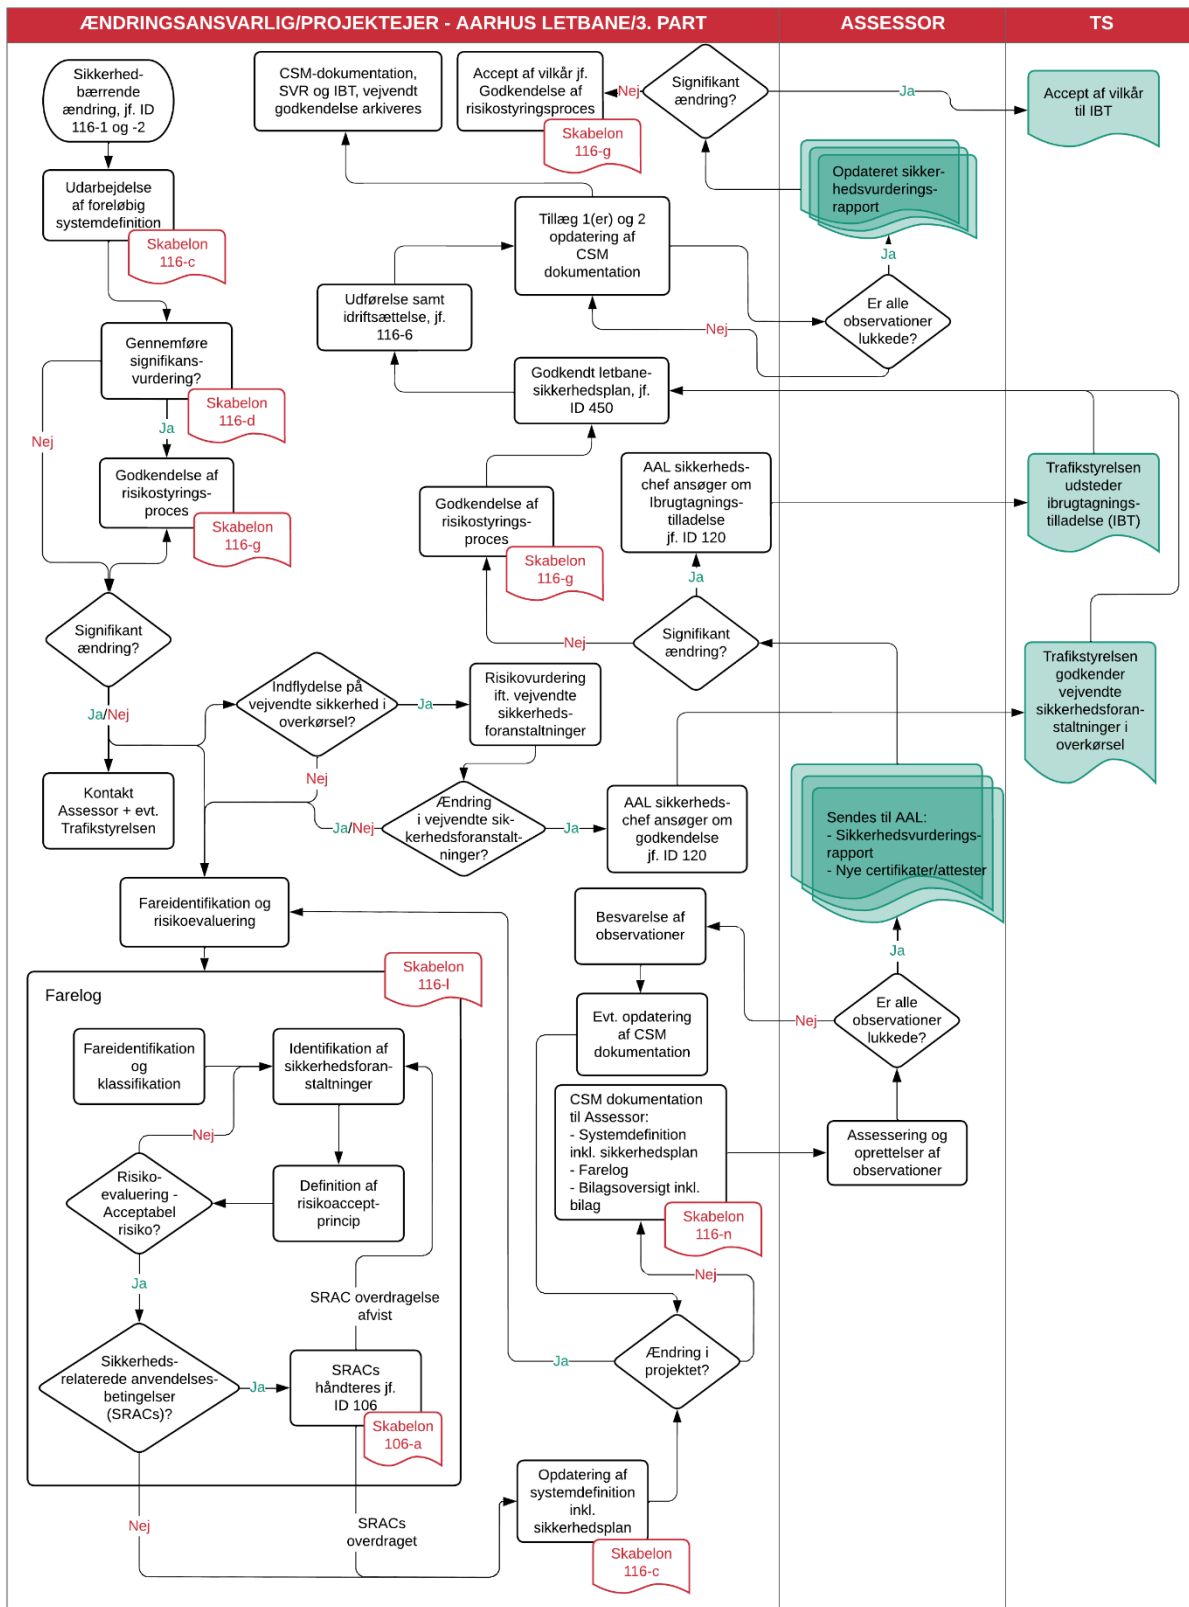 ÆNDRINGSANSVARLIG/PROJEKTEJER - AARHUS LETBANE/3. PART
ASSESSOR
TS
Sikkerhed-
bærrende
ændring, jf. ID
116-1 og -2
CSM-dokumentation,
SVR og IBT, vejvendt
godkendelse arkiveres
Accept af vilkår jf.
Godkendelse af
risikostyringsproces
Skabelon
116-g
Nej
Signifikant
ændring?
Ja
Accept af vilkår
til IBT
Udarbejdelse
af foreløbig
systemdefinition
Skabelon
116-c
Tillæg 1(er) og 2
opdatering af
CSM
dokumentation
Opdateret sikker-
hedsvurderings-
rapport
Ja
Er alle
observationer
lukkede?
Nej
Udførelse samt
idriftsættelse, jf.
116-6
Gennemføre
signifikans-
vurdering?
Skabelon
116-d
Nej
Ja
Godkendt letbane-
sikkerhedsplan, jf.
ID 450
Godkendelse af
risikostyrings-
proces
Skabelon
116-g
Godkendelse af
risikostyrings-
proces
Skabelon
116-g
AAL sikkerheds-
chef ansøger om
Ibrugtagnings-
tilladelse
jf. ID 120
Trafikstyrelsen
udsteder
ibrugtagnings-
tilladelse (IBT)
Ja
Signifikant
ændring?
Nej
Signifikant
ændring?
Ja/Nej
Indflydelse på
vejvendte sikkerhed i
overkørsel?
Ja
Risikovurdering
ift. vejvendte
sikkerheds-
foranstaltninger
Trafikstyrelsen
godkender
vejvendte
sikkerhedsforan-
staltninger i
overkørsel
Nej
Kontakt
Assessor + evt.
Trafikstyrelsen
Ja/Nej
Ændring
i vejvendte sik-
kerhedsforanstalt-
ninger?
Ja
AAL sikkerheds-
chef ansøger om
godkendelse
jf. ID 120
Sendes til AAL:
- Sikkerhedsvurderings-
rapport
- Nye certifikater/attester
Fareidentifikation og
risikoevaluering
Besvarelse af
observationer
Ja
Er alle
observationer
lukkede?
Nej
Skabelon
116-l
Farelog
Evt. opdatering
af CSM
dokumentation
Fareidentifikation
og
klassifikation
Identifikation af
sikkerhedsforan-
staltninger
CSM dokumentation
til Assessor:
- Systemdefinition
inkl. sikkerhedsplan
- Farelog
- Bilagsoversigt inkl.
bilag
Skabelon
116-n
Assessering og
oprettelser af
observationer
Nej
Risiko-
evaluering -
Acceptabel
risiko?
Definition af
risikoaccept-
princip
Ja
Nej
SRAC overdragelse
afvist
Ændring i
projektet?
Ja
Sikkerheds-
relaterede anvendelses-
betingelser
(SRACs)?
Ja
SRACs
håndteres jf.
ID 106
Skabelon
106-a
Nej
SRACs
overdraget
Opdatering af
systemdefinition
inkl.
sikkerhedsplan
Skabelon
116-c